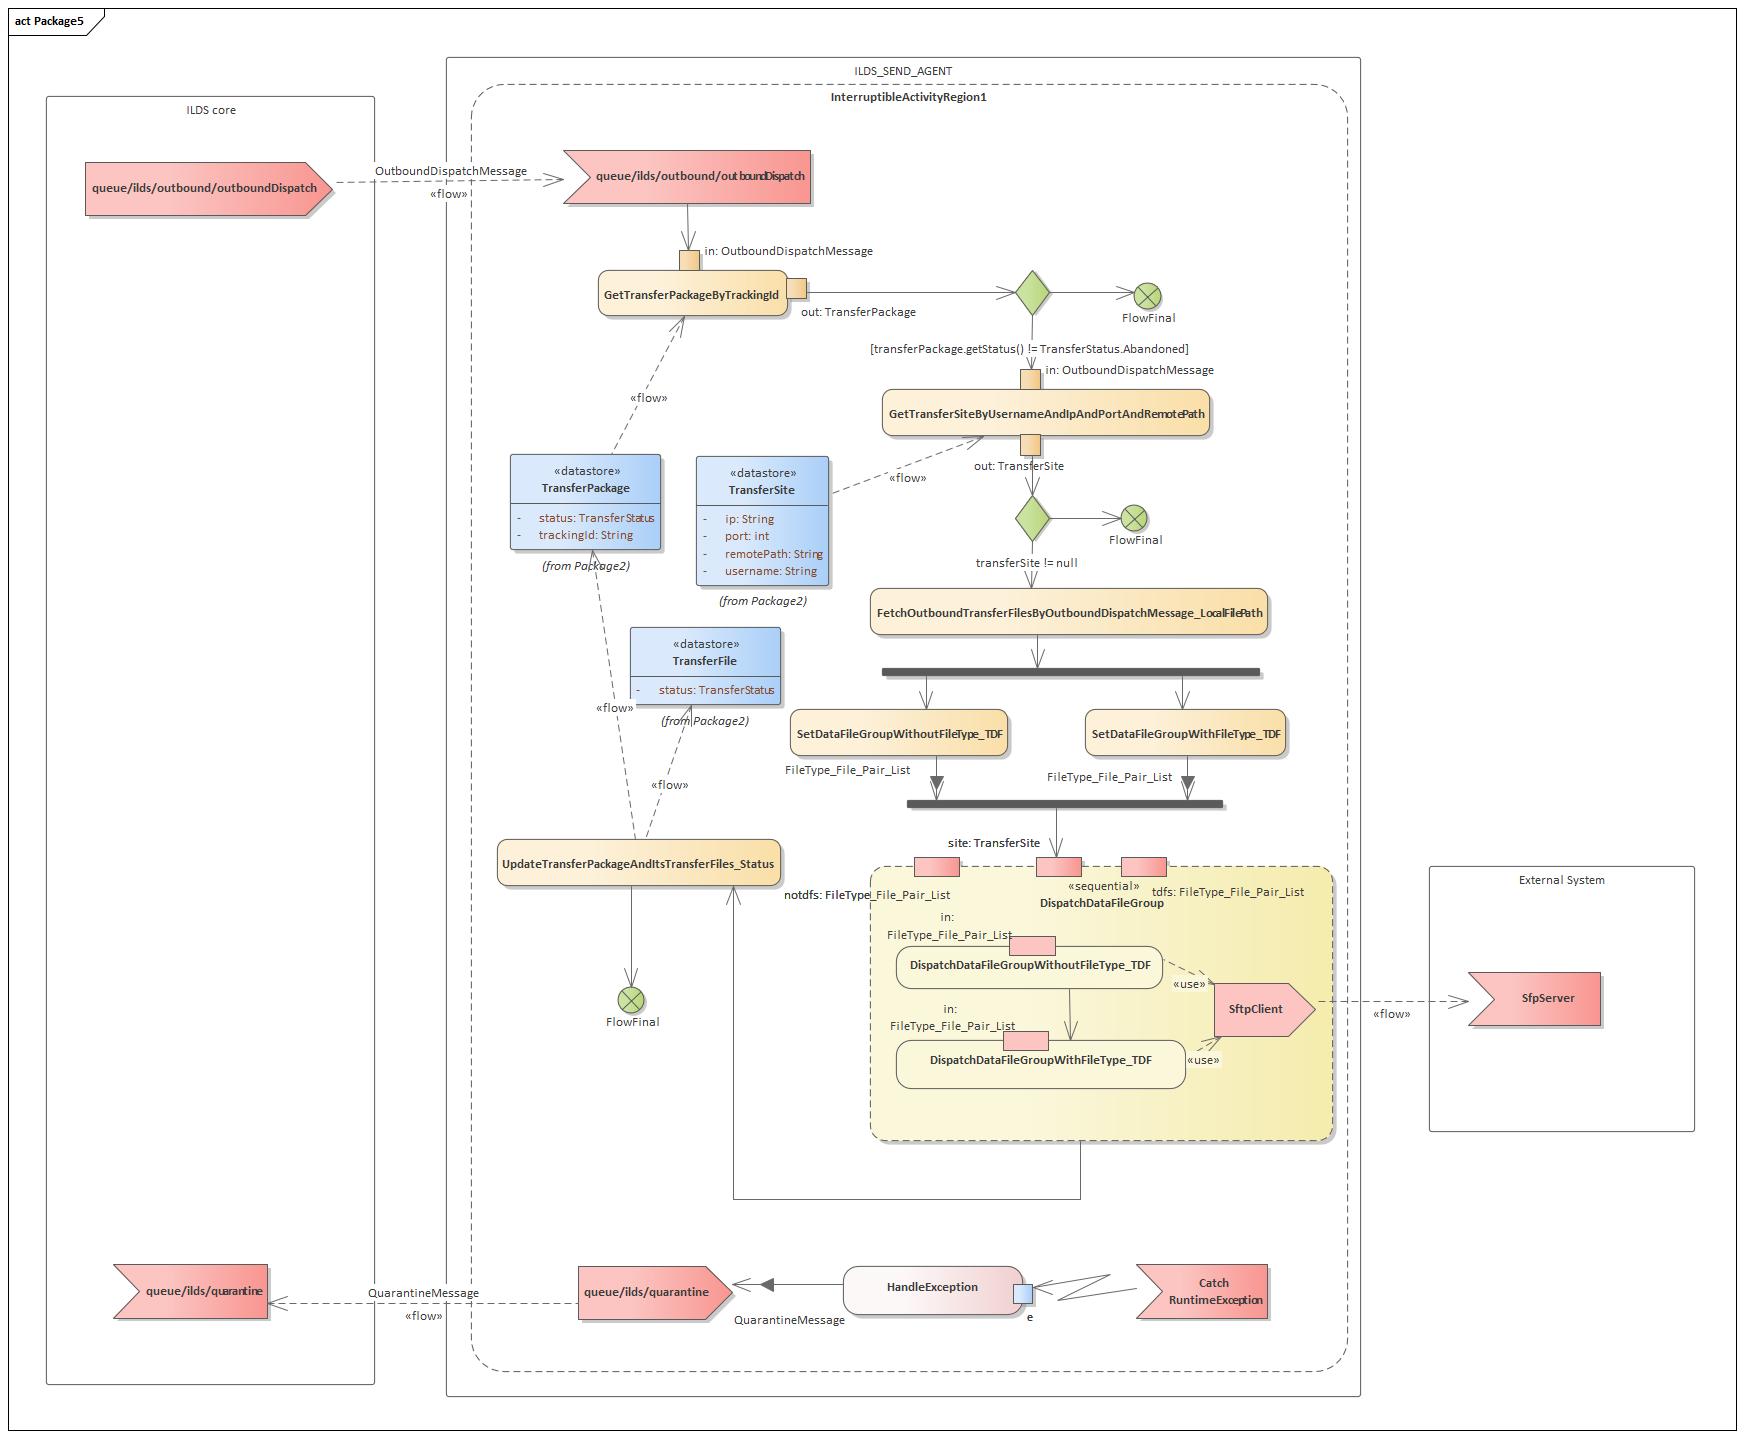 act Package5
ILDS_SEND_AGENT
InterruptibleActivityRegion1
ILDS core
queue/ilds/outbound/outboundDispatch
OutboundDispatchMessage
«flow»
queue/ilds/outbound/outboundDispatch
in: OutboundDispatchMessage
GetTransferPackageByTrackingId
out: TransferPackage
FlowFinal
[transferPackage.getStatus() != TransferStatus.Abandoned]
in: OutboundDispatchMessage
GetTransferSiteByUsernameAndIpAndPortAndRemotePath
out: TransferSite
«flow»
«flow»
«datastore»
TransferPackage
- status: TransferStatus
- trackingId: String
(from Package2)
«datastore»
TransferSite
- ip: String
- port: int
- remotePath: String
- username: String
(from Package2)
FlowFinal
transferSite != null
FetchOutboundTransferFilesByOutboundDispatchMessage_LocalFilePath
«datastore»
TransferFile
- status: TransferStatus
(from Package2)
«flow»
«flow»
SetDataFileGroupWithoutFileType_TDF
SetDataFileGroupWithFileType_TDF
FileType_File_Pair_List
FileType_File_Pair_List
UpdateTransferPackageAndItsTransferFiles_Status
site: TransferSite
notdfs: FileType_File_Pair_List
«sequential»
DispatchDataFileGroup
tdfs: FileType_File_Pair_List
in:
FileType_File_Pair_List
DispatchDataFileGroupWithoutFileType_TDF
«use»
in:
FileType_File_Pair_List
DispatchDataFileGroupWithFileType_TDF
«use»
SftpClient
«flow»
External System
SfpServer
FlowFinal
queue/ilds/quarantine
QuarantineMessage
«flow»
queue/ilds/quarantine
QuarantineMessage
HandleException
e
Catch
RuntimeException